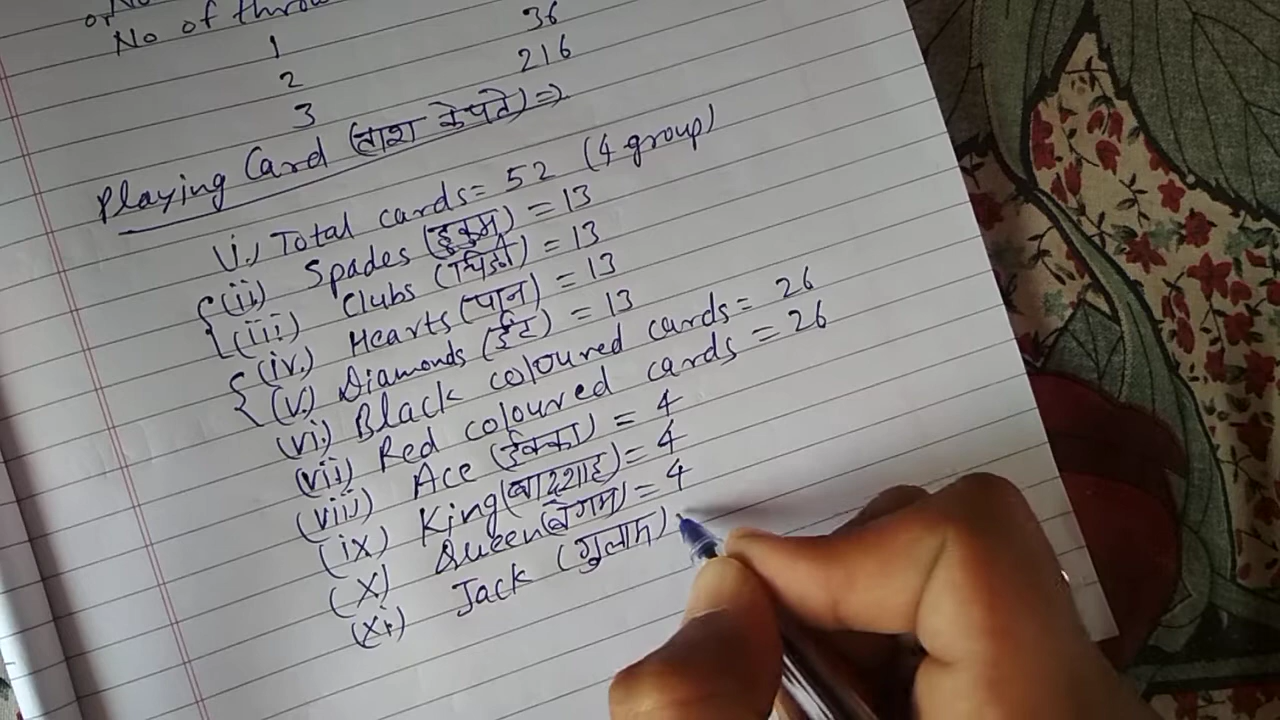 No of throw
1 36
2 216
3
Playing Card (ताश के पत्ते) ⇒
(i.) Total cards = 52 (4 group)
(ii) Spades (हुकुम) = 13
(iii) Clubs (चिड़ी) = 13
(iv.) Hearts (पान) = 13
(v.) Diamonds (ईंट) = 13
(vi) Black coloured cards = 26
(vii) Red coloured cards = 26
(viii) Ace (ईक्का) = 4
(ix) King (बादशाह) = 4
(x) Queen (बेगम) = 4
(xi) Jack (गुलाम)